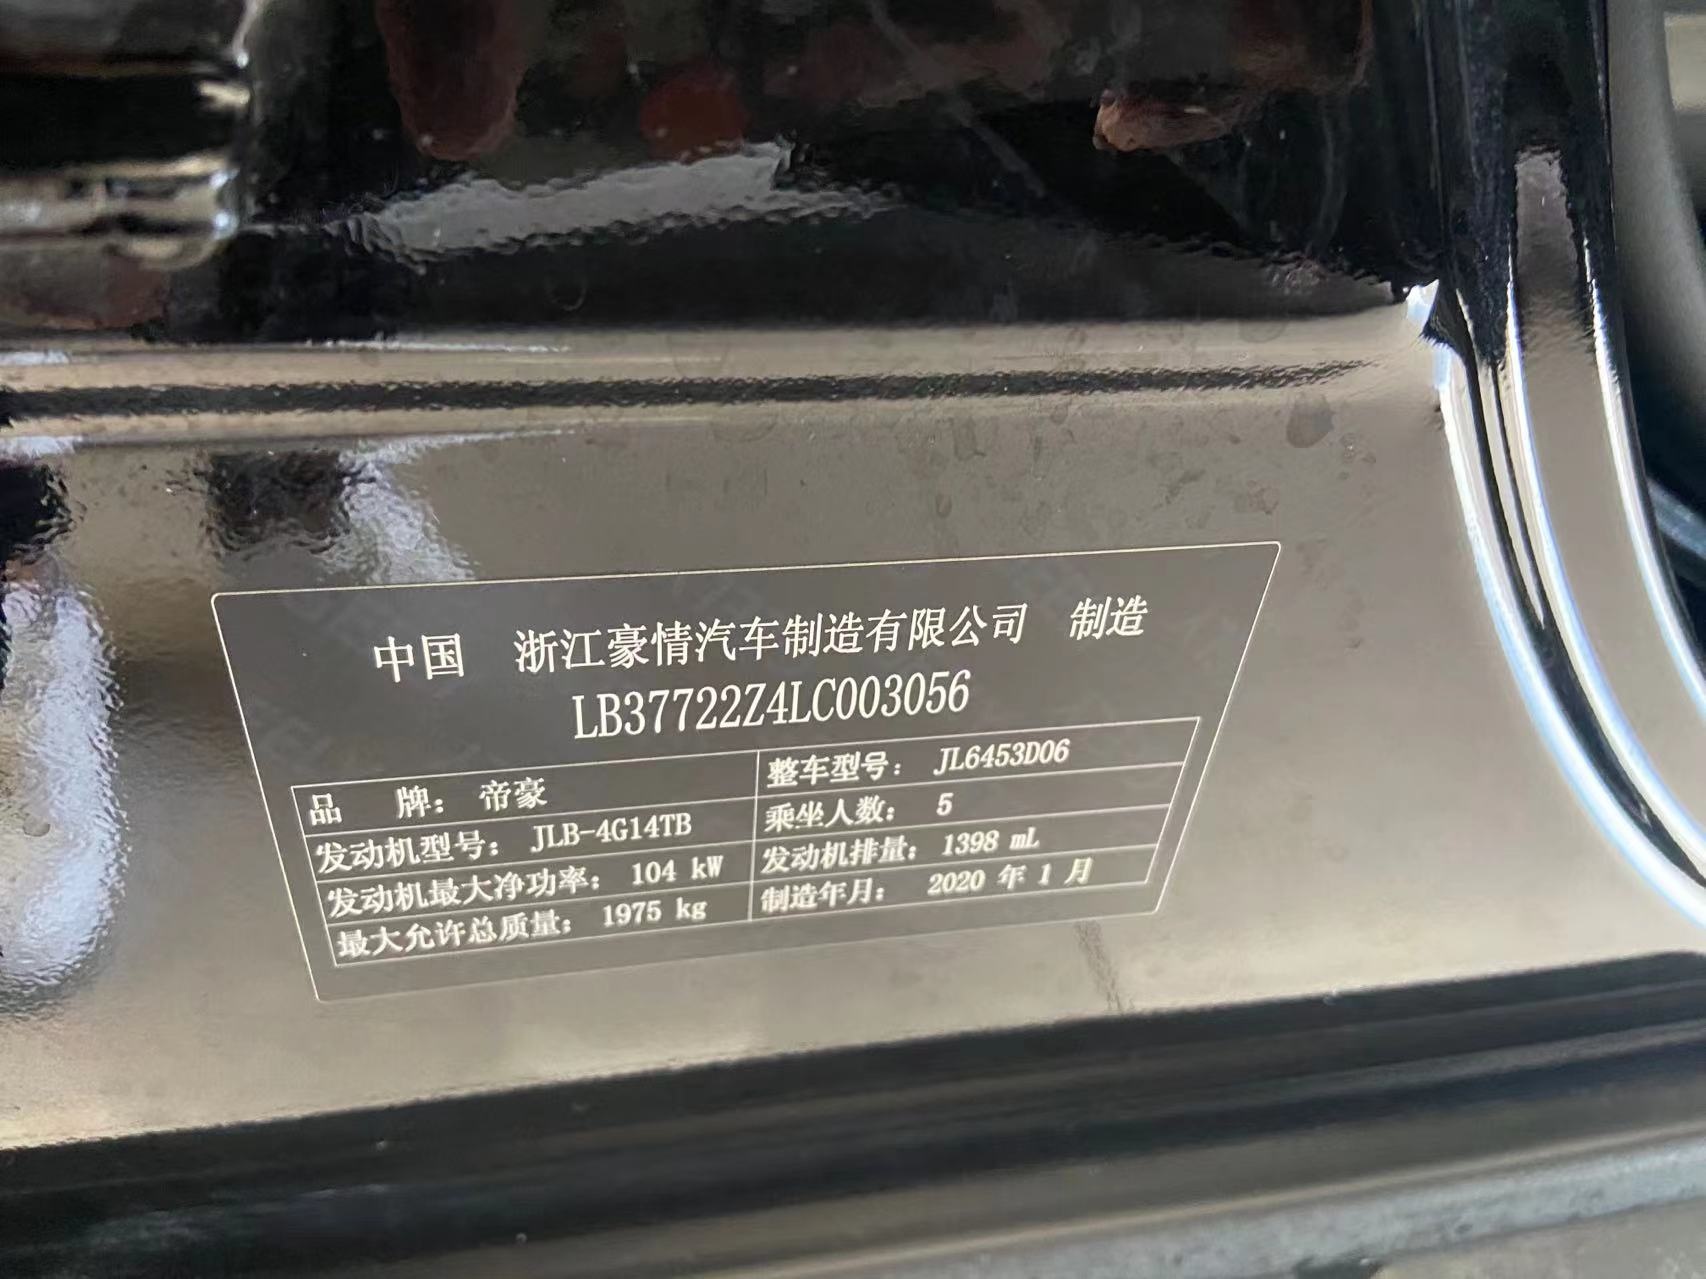 中国 浙江豪情汽车制造有限公司 制造
LB37722Z4LC003056
品 牌： 帝豪 整车型号： JL6453D06
发动机型号： JLB-4G14TB 乘坐人数： 5
发动机最大净功率： 104 kW 发动机排量： 1398 mL
最大允许总质量： 1975 kg 制造年月： 2020 年 1 月